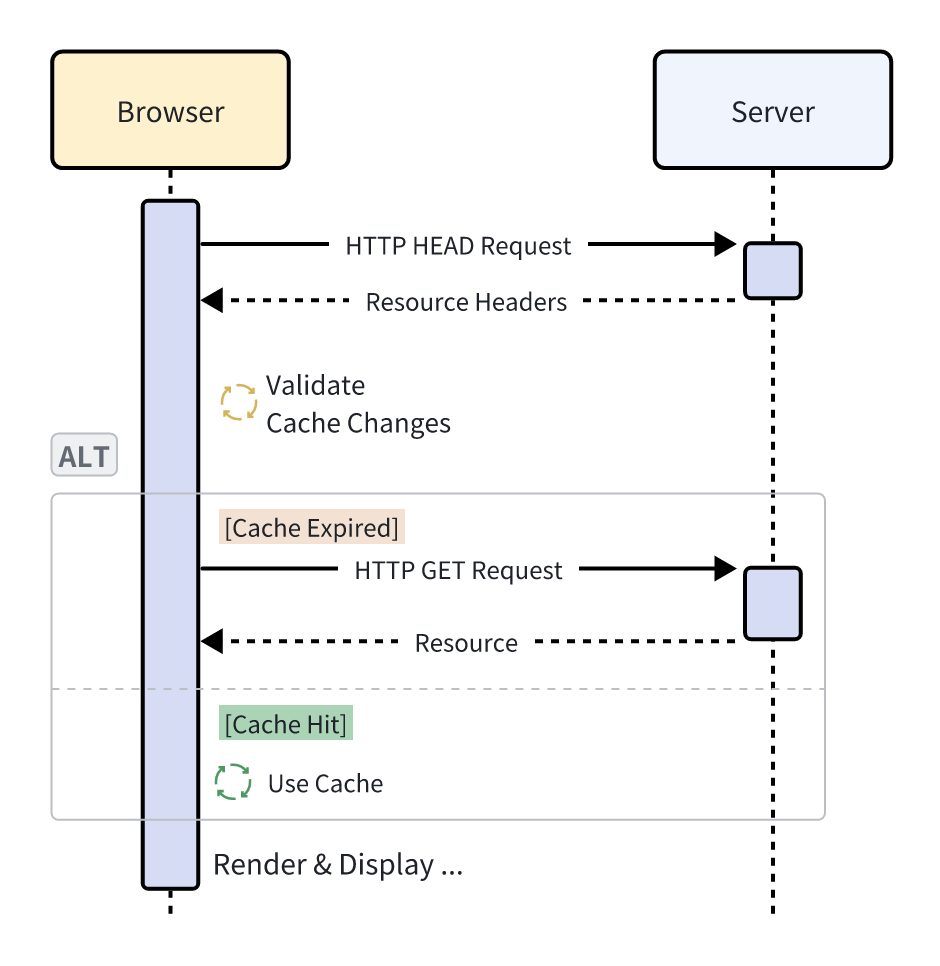 Browser
Server
HTTP HEAD Request
Resource Headers
Validate
Cache Changes
ALT
[Cache Expired]
HTTP GET Request
Resource
[Cache Hit]
Use Cache
Render & Display ...